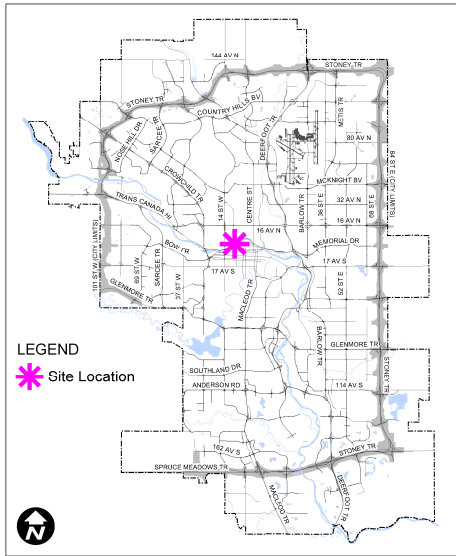 144 AV N
STONEY TR
STONEY TR
COUNTRY HILLS BV
METIS TR
NOSE HILL DR
SARCEE TR
DEERFOOT TR
80 AV N
84 ST E (CITY LIMITS)
CROWCHILD TR
MCKNIGHT BV
TRANS CANADA HI
14 ST W
CENTRE ST
BARLOW TR
36 ST E
32 AV N
68 ST E
16 AV N
16 AV N
MEMORIAL DR
BOW TR
101 ST W (CITY LIMITS)
69 ST W
SARCEE TR
37 ST W
17 AV S
17 AV S
52 ST E
GLENMORE TR
MACLEOD TR
BARLOW TR
GLENMORE TR
STONEY TR
LEGEND
Site Location
SOUTHLAND DR
ANDERSON RD
114 AV S
162 AV S
STONEY TR
SPRUCE MEADOWS TR
MACLEOD TR
DEERFOOT TR
N